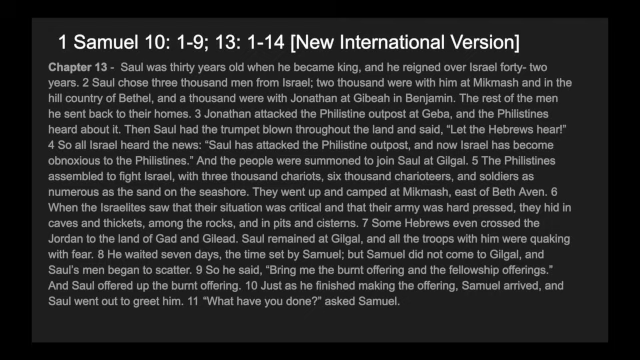 1 Samuel 10: 1-9; 13: 1-14 [New International Version]
Chapter 13 - Saul was thirty years old when he became king, and he reigned over Israel forty- two
years. 2 Saul chose three thousand men from Israel; two thousand were with him at Mikmash and in the
hill country of Bethel, and a thousand were with Jonathan at Gibeah in Benjamin. The rest of the men
he sent back to their homes. 3 Jonathan attacked the Philistine outpost at Geba, and the Philistines
heard about it. Then Saul had the trumpet blown throughout the land and said, “Let the Hebrews hear!”
4 So all Israel heard the news: “Saul has attacked the Philistine outpost, and now Israel has become
obnoxious to the Philistines.” And the people were summoned to join Saul at Gilgal. 5 The Philistines
assembled to fight Israel, with three thousand chariots, six thousand charioteers, and soldiers as
numerous as the sand on the seashore. They went up and camped at Mikmash, east of Beth Aven. 6
When the Israelites saw that their situation was critical and that their army was hard pressed, they hid in
caves and thickets, among the rocks, and in pits and cisterns. 7 Some Hebrews even crossed the
Jordan to the land of Gad and Gilead. Saul remained at Gilgal, and all the troops with him were quaking
with fear. 8 He waited seven days, the time set by Samuel; but Samuel did not come to Gilgal, and
Saul’s men began to scatter. 9 So he said, “Bring me the burnt offering and the fellowship offerings.”
And Saul offered up the burnt offering. 10 Just as he finished making the offering, Samuel arrived, and
Saul went out to greet him. 11 “What have you done?” asked Samuel.